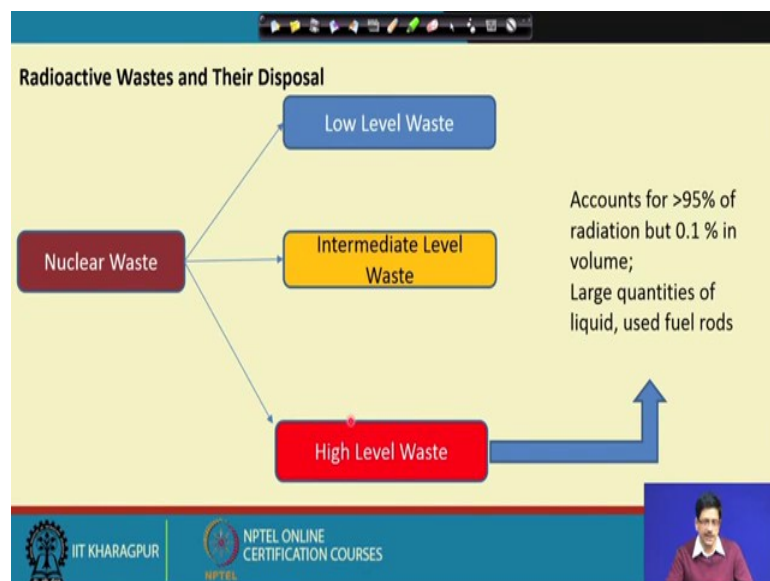 Radioactive Wastes and Their Disposal
Low Level Waste
Nuclear Waste
Intermediate Level
Waste
High Level Waste
Accounts for >95% of
radiation but 0.1 % in
volume;
Large quantities of
liquid, used fuel rods
IIT KHARAGPUR
NPTEL
NPTEL ONLINE
CERTIFICATION COURSES